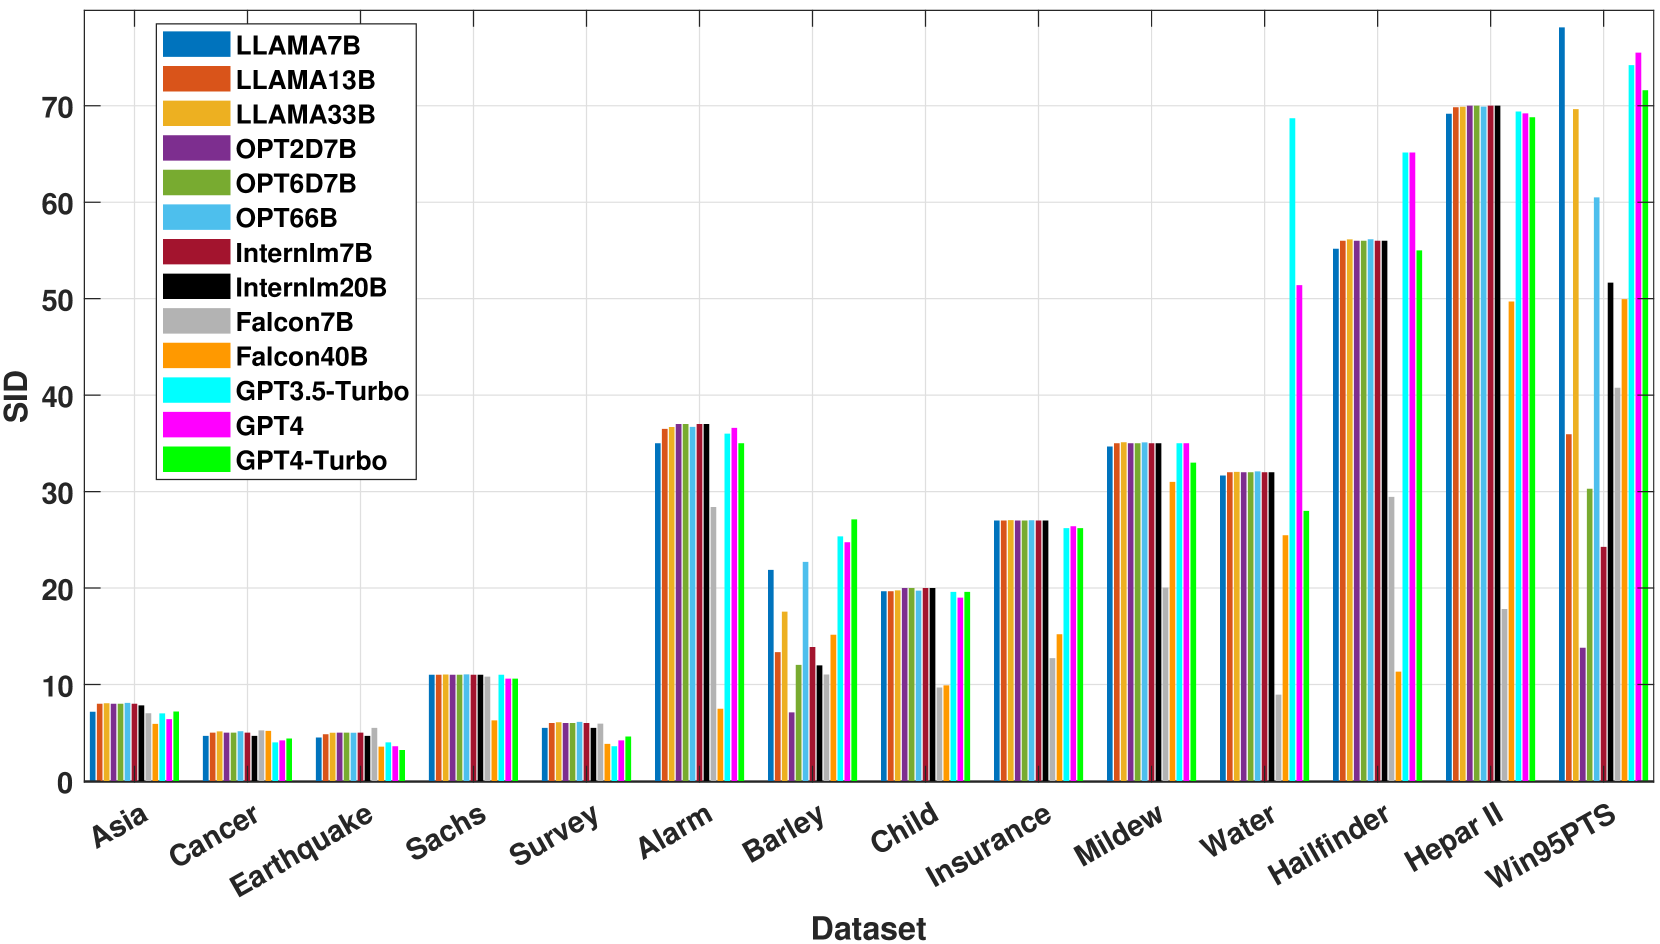 LLAMA7B
LLAMA13B
LLAMA33B
OPT2D7B
OPT6D7B
OPT66B
Internlm7B
Internlm20B
Falcon7B
Falcon40B
GPT3.5-Turbo
GPT4
GPT4-Turbo
70
60
50
40
30
20
10
0
SID
Asia
Cancer
Earthquake
Sachs
Survey
Alarm
Barley
Child
Insurance
Mildew
Water
Hailfinder
Hepar II
Win95PTS
Dataset